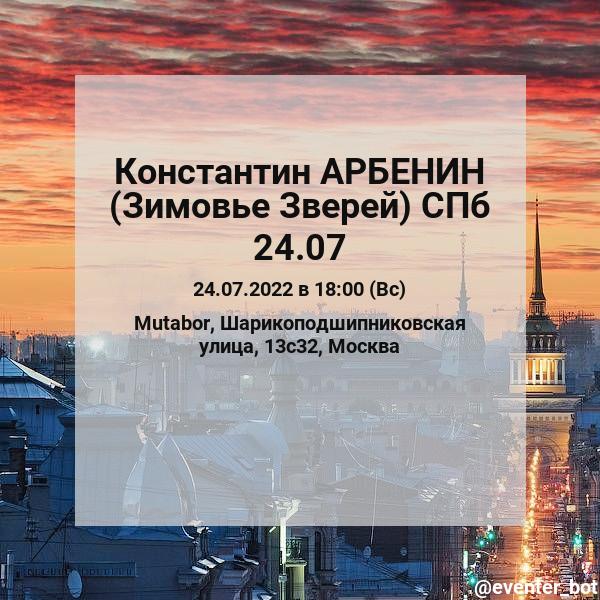 Константин АРБЕНИН
(Зимовье Зверей) СПб
24.07
24.07.2022 в 18:00 (Вс)
Mutabor, Шарикоподшипниковская
улица, 13с32, Москва
@eventer_bot